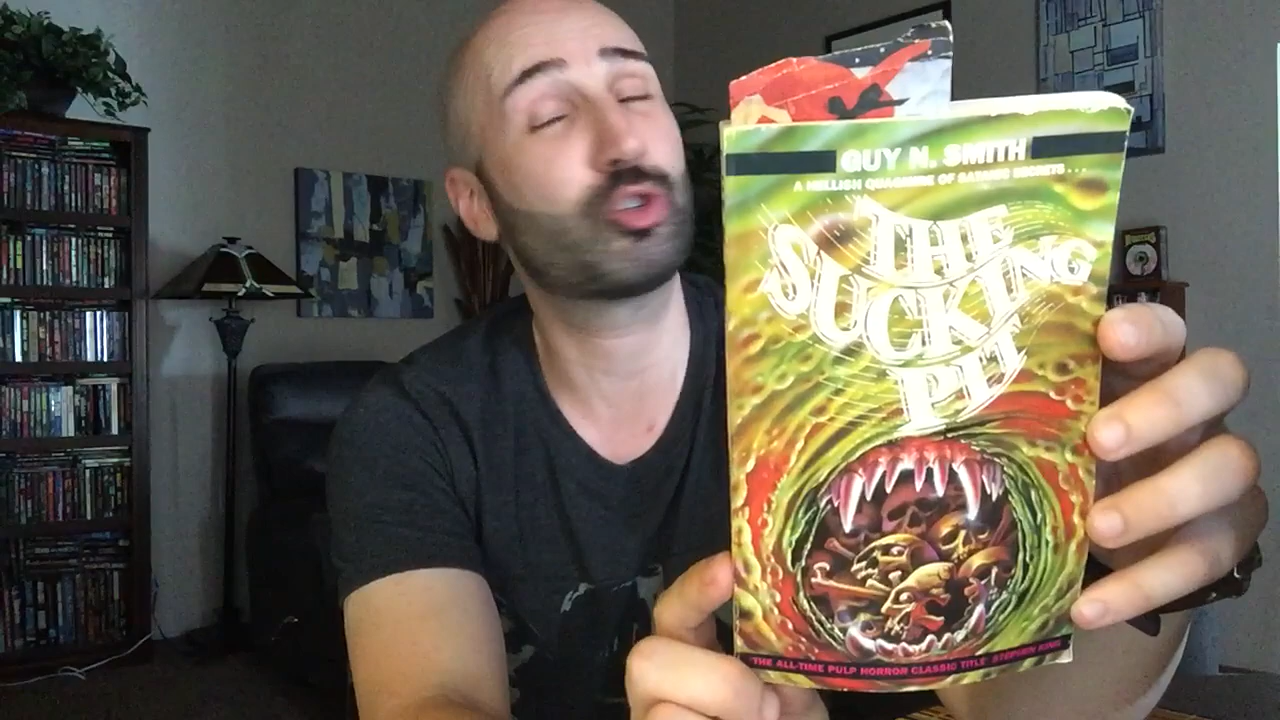 GUY N. SMITH
A HELLISH QUAGMIRE OF SATANIC SECRETS...
THE
SUCKING
PIT
'THE ALL-TIME PULP HORROR CLASSIC TITLE' STEPHEN KING